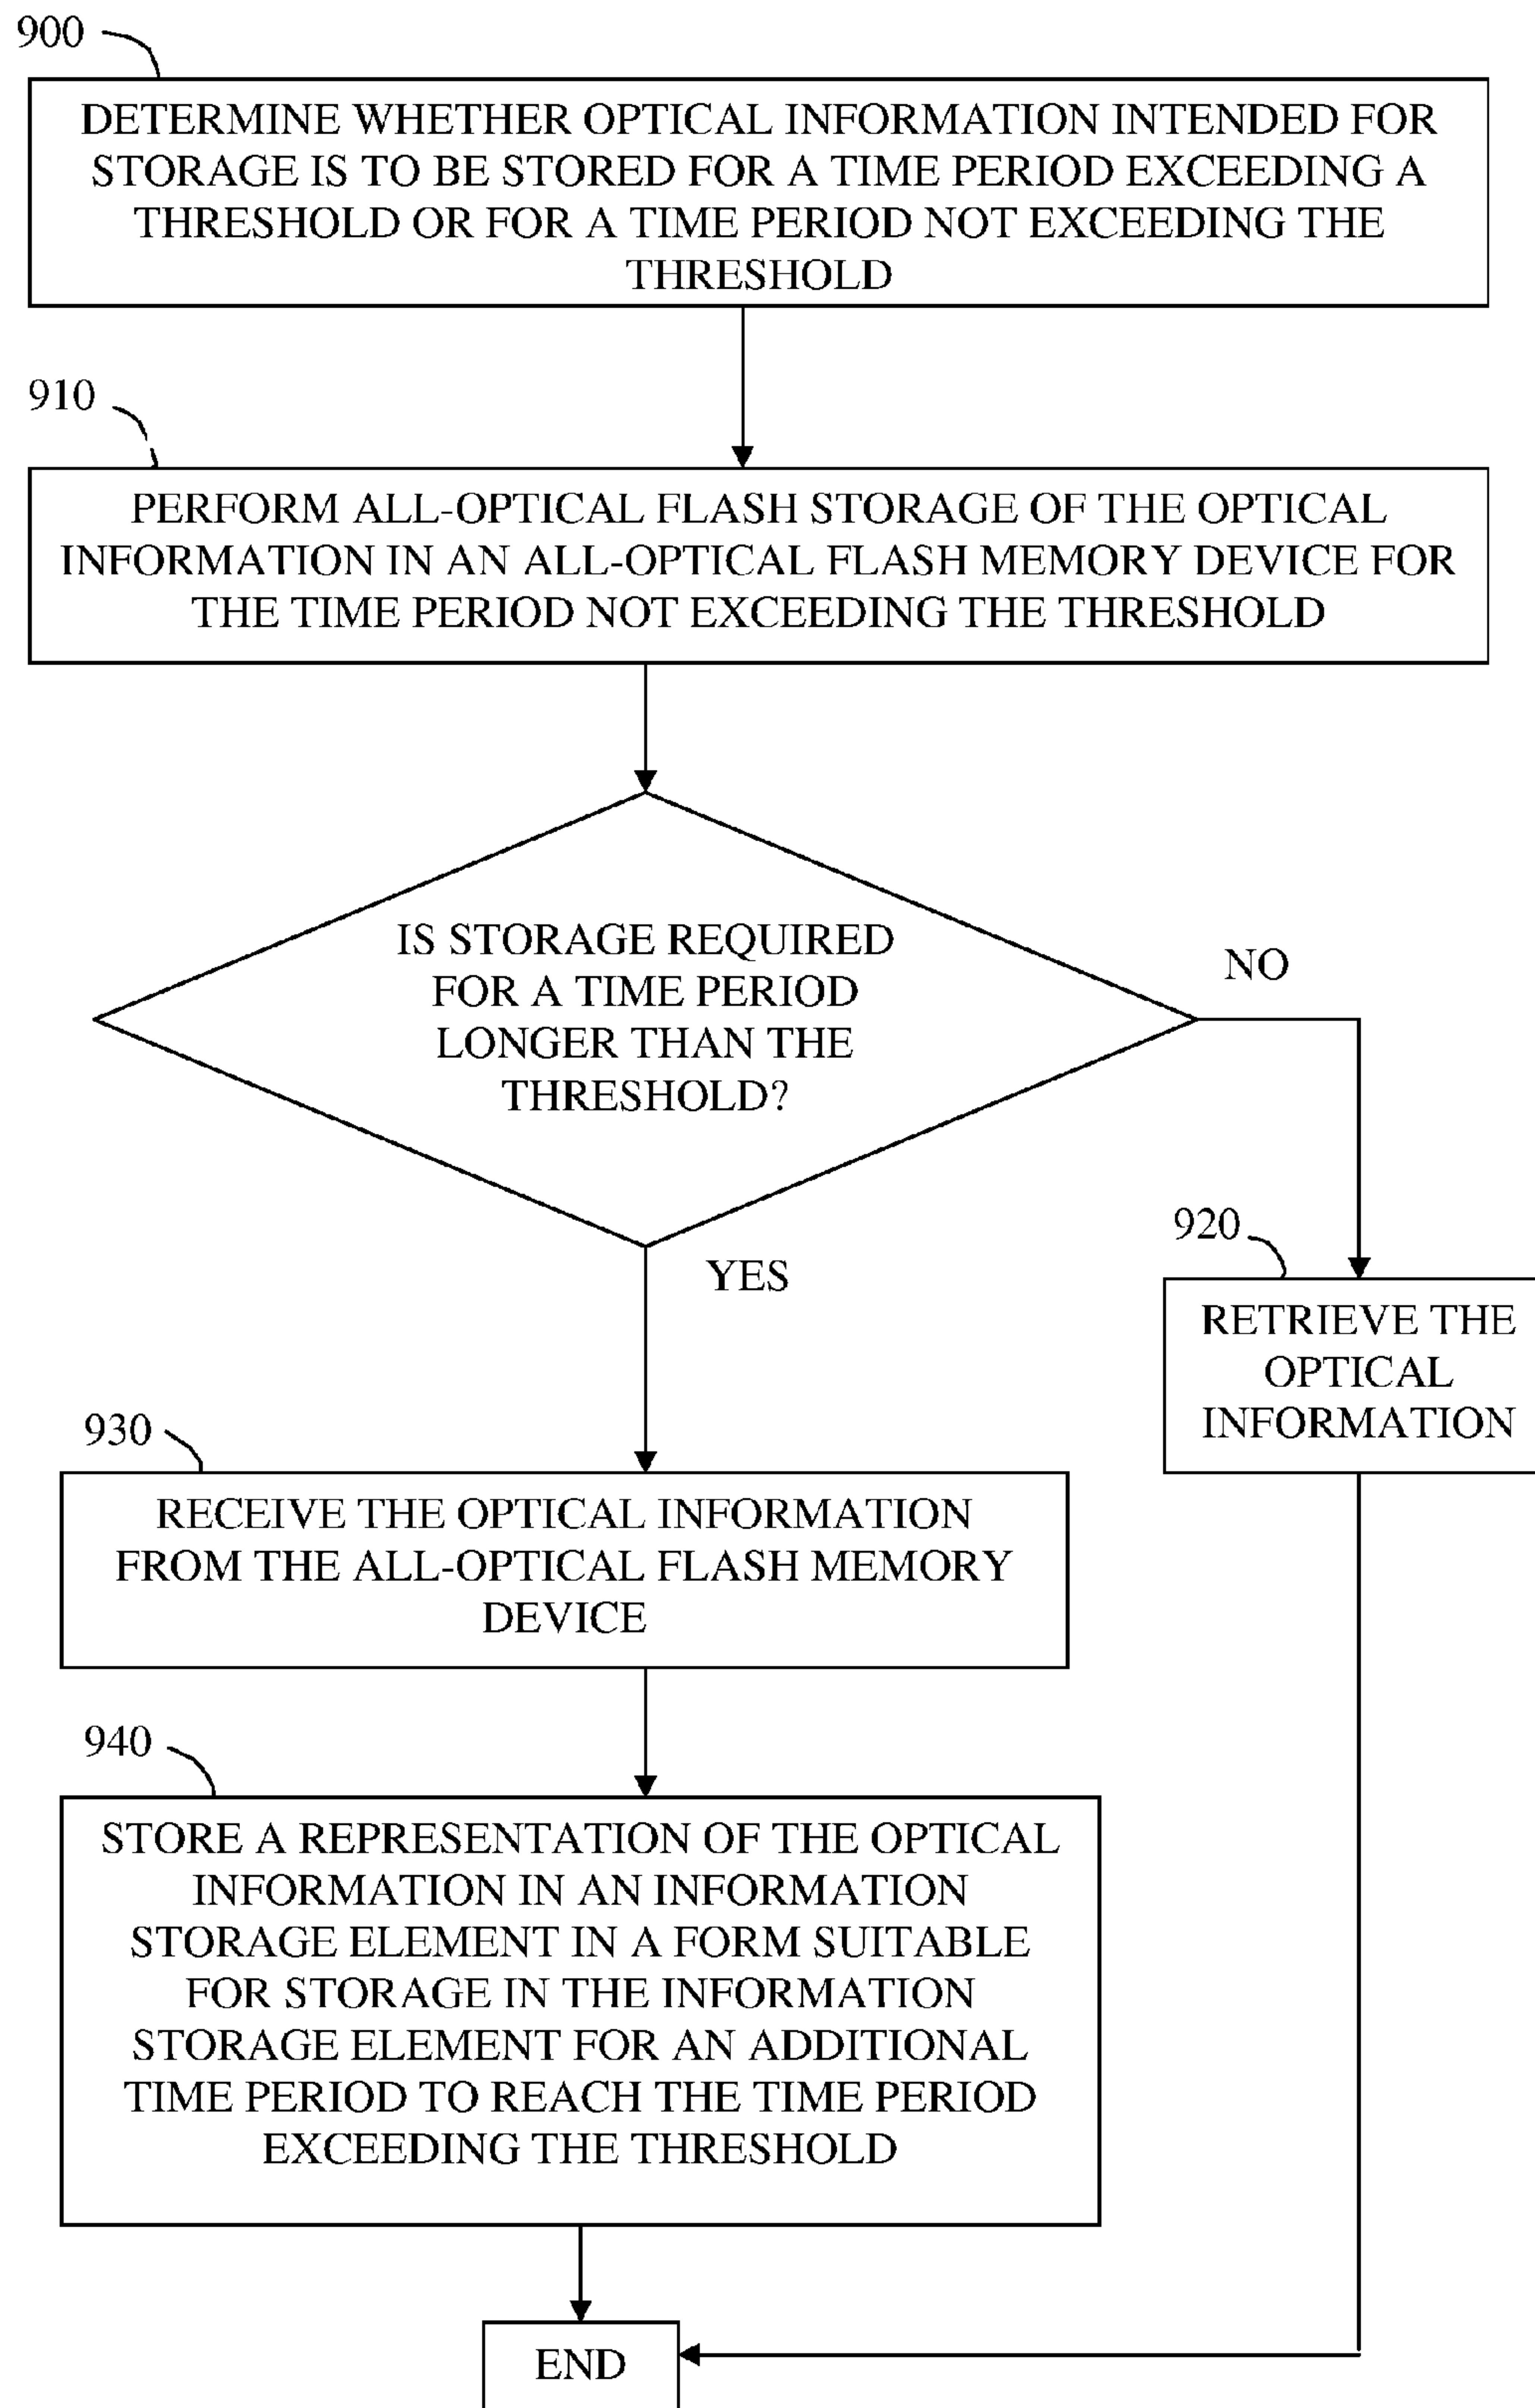 900
DETERMINE WHETHER OPTICAL INFORMATION INTENDED FOR
STORAGE IS TO BE STORED FOR A TIME PERIOD EXCEEDING A
THRESHOLD OR FOR A TIME PERIOD NOT EXCEEDING THE
THRESHOLD
910
PERFORM ALL-OPTICAL FLASH STORAGE OF THE OPTICAL
INFORMATION IN AN ALL-OPTICAL FLASH MEMORY DEVICE FOR
THE TIME PERIOD NOT EXCEEDING THE THRESHOLD
IS STORAGE REQUIRED
FOR A TIME PERIOD
LONGER THAN THE
THRESHOLD?
NO
YES
920
RETRIEVE THE
OPTICAL
INFORMATION
930
RECEIVE THE OPTICAL INFORMATION
FROM THE ALL-OPTICAL FLASH MEMORY
DEVICE
940
STORE A REPRESENTATION OF THE OPTICAL
INFORMATION IN AN INFORMATION
STORAGE ELEMENT IN A FORM SUITABLE
FOR STORAGE IN THE INFORMATION
STORAGE ELEMENT FOR AN ADDITIONAL
TIME PERIOD TO REACH THE TIME PERIOD
EXCEEDING THE THRESHOLD
END